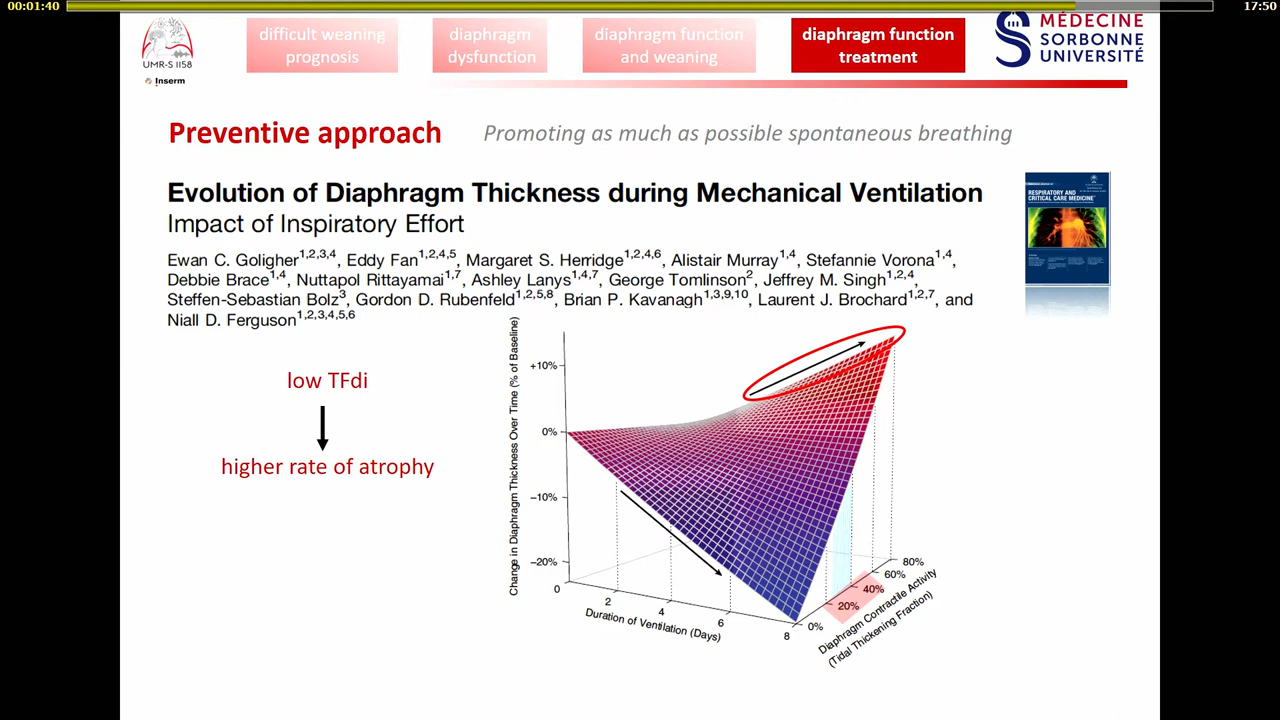 00:01:40
17:50
UMR-S 1158
Inserm
difficult weaning
prognosis
diaphragm
dysfunction
diaphragm function
and weaning
diaphragm function
treatment
MÉDECINE
SORBONNE
UNIVERSITÉ
Preventive approach
Promoting as much as possible spontaneous breathing
Evolution of Diaphragm Thickness during Mechanical Ventilation
Impact of Inspiratory Effort
Ewan C. Goligher1,2,3,4, Eddy Fan1,2,4,5, Margaret S. Herridge1,2,4,6, Alistair Murray1,4, Stefannie Vorona1,4,
Debbie Brace1,4, Nuttapol Rittayamai1,7, Ashley Lanys1,4,7, George Tomlinson2, Jeffrey M. Singh1,2,4,
Steffen-Sebastian Bolz3, Gordon D. Rubenfeld1,2,5,8, Brian P. Kavanagh1,3,9,10, Laurent J. Brochard1,2,7, and
Niall D. Ferguson1,2,3,4,5,6
RESPIRATORY AND
CRITICAL CARE MEDICINE
low TFdi
higher rate of atrophy
Change in Diaphragm Thickness Over Time (% of Baseline)
+10%
0%
−10%
−20%
0
2
4
6
8
Duration of Ventilation (Days)
0%
20%
40%
60%
80%
Diaphragm Contractile Activity
(Tidal Thickening Fraction)